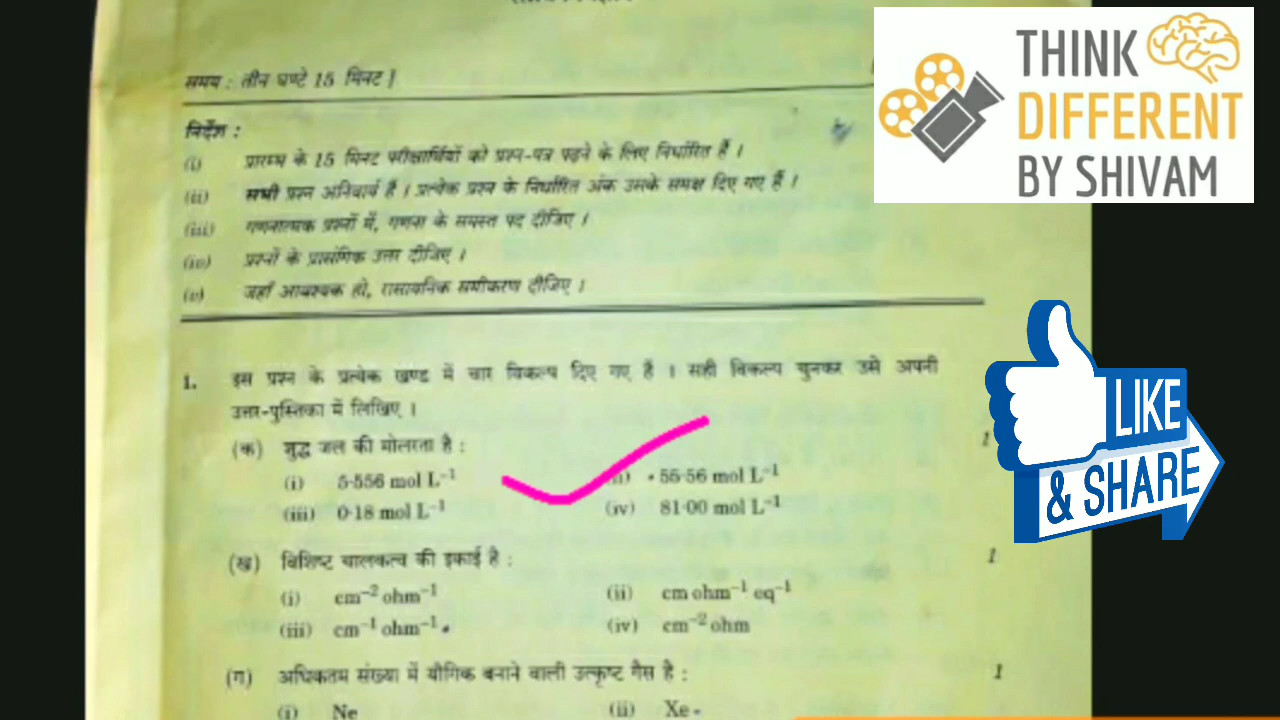 समय : तीन घण्टे 15 मिनट ]
निर्देश :
(i) प्रारम्भ के 15 मिनट परीक्षार्थियों को प्रश्न-पत्र पढ़ने के लिए निर्धारित हैं ।
(ii) सभी प्रश्न अनिवार्य हैं । प्रत्येक प्रश्न के निर्धारित अंक उसके समक्ष दिए गए हैं ।
(iii) गणनात्मक प्रश्नों में, गणना के समस्त पद दीजिए ।
(iv) प्रश्नों के प्रासंगिक उत्तर दीजिए ।
(v) जहाँ आवश्यक हो, रासायनिक समीकरण दीजिए ।
1. इस प्रश्न के प्रत्येक खण्ड में चार विकल्प दिए गए हैं । सही विकल्प चुनकर उसे अपनी
उत्तर-पुस्तिका में लिखिए ।
(क) शुद्ध जल की मोलरता है : 1
(i) 5·556 mol L⁻¹ (ii) 55·56 mol L⁻¹
(iii) 0·18 mol L⁻¹ (iv) 81·00 mol L⁻¹
(ख) विशिष्ट चालकत्व की इकाई है : 1
(i) cm⁻² ohm⁻¹ (ii) cm ohm⁻¹ eq⁻¹
(iii) cm⁻¹ ohm⁻¹ (iv) cm⁻² ohm
(ग) अधिकतम संख्या में यौगिक बनाने वाली उत्कृष्ट गैस है : 1
(i) Ne (ii) Xe
THINK
DIFFERENT
BY SHIVAM
LIKE
& SHARE